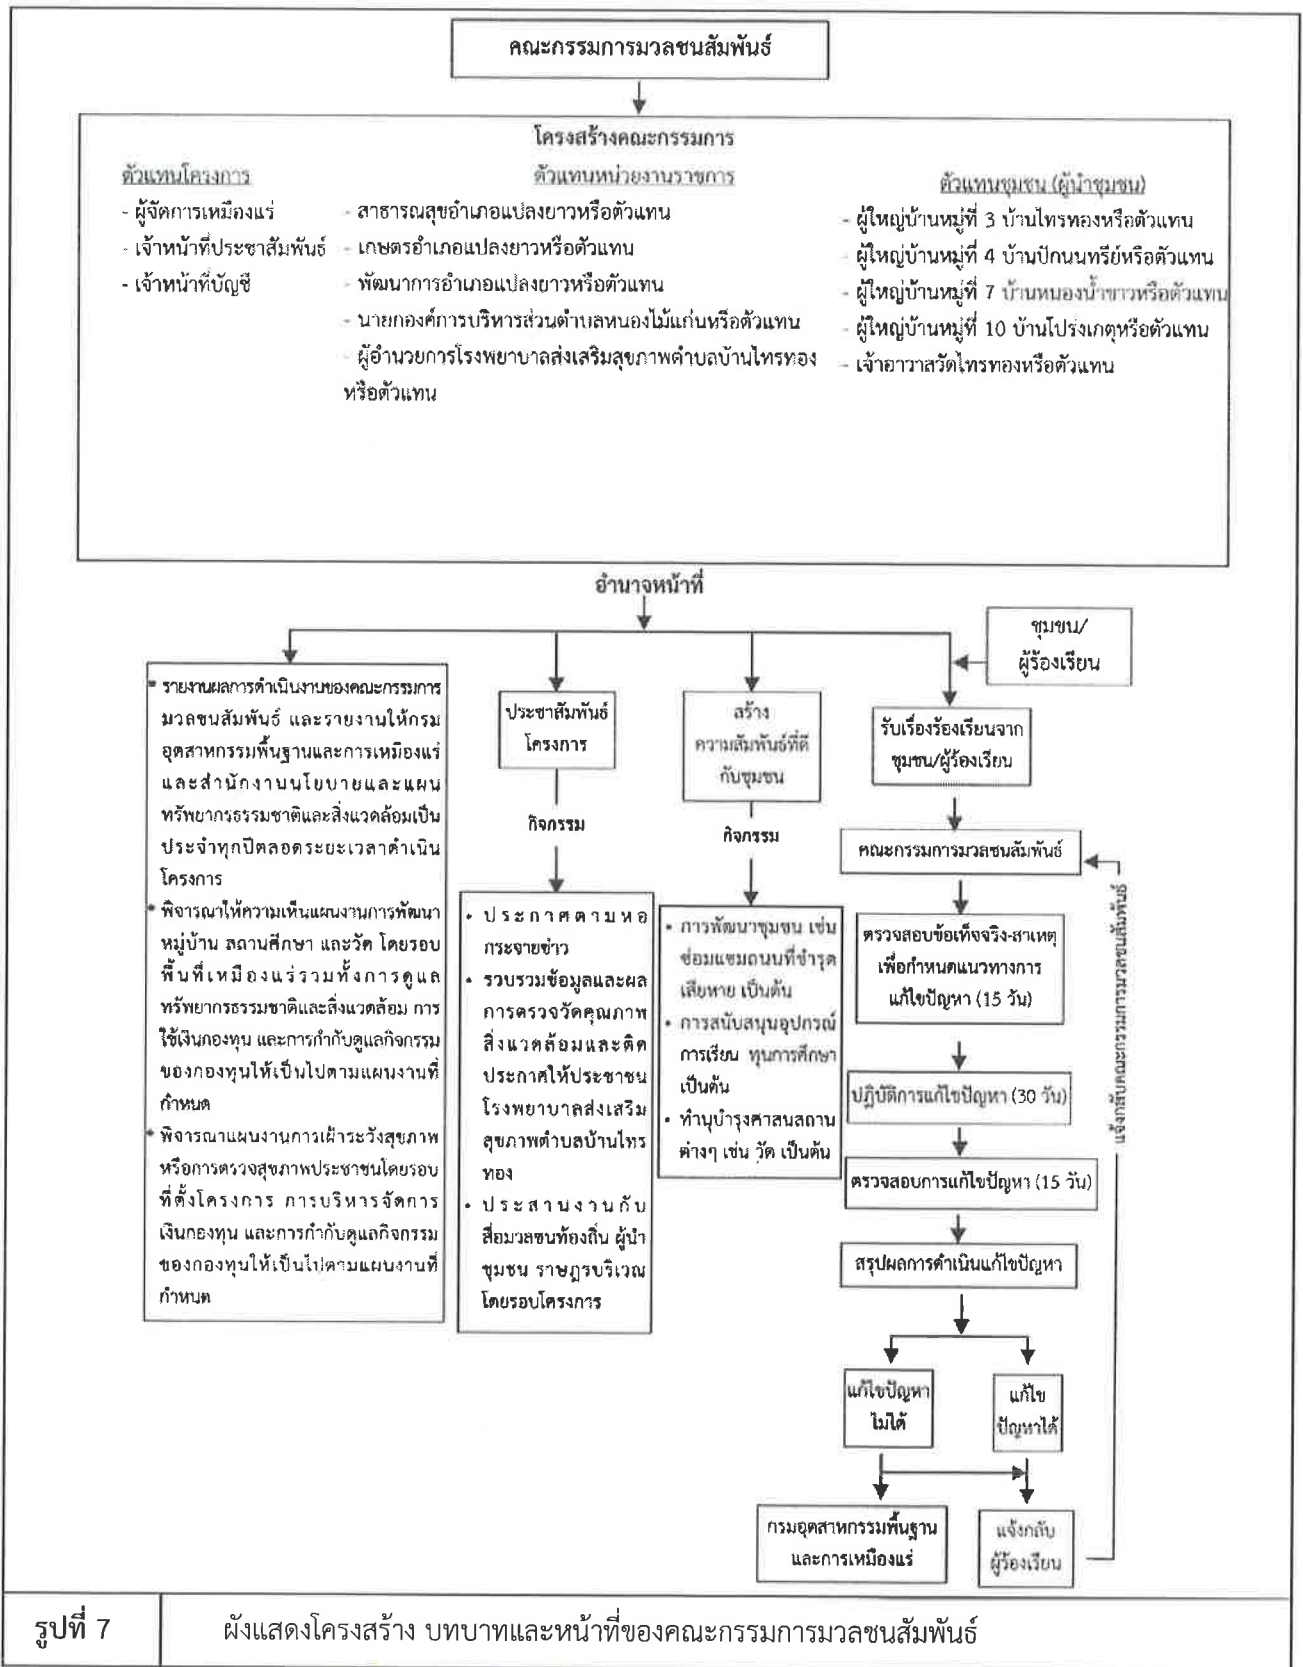 คณะกรรมการมวลชนสัมพันธ์
โครงสร้างคณะกรรมการ
ตัวแทนโครงการ
- ผู้จัดการเหมืองแร่
- เจ้าหน้าที่ประชาสัมพันธ์
- เจ้าหน้าที่บัญชี
ตัวแทนหน่วยงานราชการ
- สาธารณสุขอำเภอแปลงยาวหรือตัวแทน
- เกษตรอำเภอแปลงยาวหรือตัวแทน
- พัฒนาการอำเภอแปลงยาวหรือตัวแทน
- นายกองค์การบริหารส่วนตำบลหนองไม้แก่นหรือตัวแทน
- ผู้อำนวยการโรงพยาบาลส่งเสริมสุขภาพตำบลบ้านไทรทอง
หรือตัวแทน
ตัวแทนชุมชน (ผู้นำชุมชน)
- ผู้ใหญ่บ้านหมู่ที่ 3 บ้านไทรทองหรือตัวแทน
- ผู้ใหญ่บ้านหมู่ที่ 4 บ้านปักนนทรีย์หรือตัวแทน
- ผู้ใหญ่บ้านหมู่ที่ 7 บ้านหนองน้ำขาวหรือตัวแทน
- ผู้ใหญ่บ้านหมู่ที่ 10 บ้านโปร่งเกตุหรือตัวแทน
- เจ้าอาวาสวัดไทรทองหรือตัวแทน
อำนาจหน้าที่
• รายงานผลการดำเนินงานของคณะกรรมการ
มวลชนสัมพันธ์ และรายงานให้กรม
อุตสาหกรรมพื้นฐานและการเหมืองแร่
และสำนักงานนโยบายและแผน
ทรัพยากรธรรมชาติและสิ่งแวดล้อมเป็น
ประจำทุกปีตลอดระยะเวลาดำเนิน
โครงการ
• พิจารณาให้ความเห็นแผนงานการพัฒนา
หมู่บ้าน สถานศึกษา และวัด โดยรอบ
พื้นที่เหมืองแร่รวมทั้งการดูแล
ทรัพยากรธรรมชาติและสิ่งแวดล้อม การ
ใช้เงินกองทุน และการกำกับดูแลกิจกรรม
ของกองทุนให้เป็นไปตามแผนงานที่
กำหนด
• พิจารณาแผนงานการเฝ้าระวังสุขภาพ
หรือการตรวจสุขภาพประชาชนโดยรอบ
ที่ตั้งโครงการ การบริหารจัดการ
เงินกองทุน และการกำกับดูแลกิจกรรม
ของกองทุนให้เป็นไปตามแผนงานที่
กำหนด
ประชาสัมพันธ์
โครงการ
กิจกรรม
• ประกาศตามหอ
กระจายข่าว
• รวบรวมข้อมูลและผล
การตรวจวัดคุณภาพ
สิ่งแวดล้อมและติด
ประกาศให้ประชาชน
โรงพยาบาลส่งเสริม
สุขภาพตำบลบ้านไทร
ทอง
• ประสานงานกับ
สื่อมวลชนท้องถิ่น ผู้นำ
ชุมชน ราษฎรบริเวณ
โดยรอบโครงการ
สร้าง
ความสัมพันธ์ที่ดี
กับชุมชน
กิจกรรม
• การพัฒนาชุมชน เช่น
ซ่อมแซมถนนที่ชำรุด
เสียหาย เป็นต้น
• การสนับสนุนอุปกรณ์
การเรียน ทุนการศึกษา
เป็นต้น
• ทำนุบำรุงศาสนสถาน
ต่างๆ เช่น วัด เป็นต้น
ชุมชน/
ผู้ร้องเรียน
รับเรื่องร้องเรียนจาก
ชุมชน/ผู้ร้องเรียน
คณะกรรมการมวลชนสัมพันธ์
ตรวจสอบข้อเท็จจริง-สาเหตุ
เพื่อกำหนดแนวทางการ
แก้ไขปัญหา (15 วัน)
ปฏิบัติการแก้ไขปัญหา (30 วัน)
ตรวจสอบการแก้ไขปัญหา (15 วัน)
สรุปผลการดำเนินแก้ไขปัญหา
แก้ไขปัญหา
ไม่ได้
แก้ไข
ปัญหาได้
กรมอุตสาหกรรมพื้นฐาน
และการเหมืองแร่
แจ้งกลับ
ผู้ร้องเรียน
แจ้งกลับคณะกรรมการมวลชนสัมพันธ์
รูปที่ 7
ผังแสดงโครงสร้าง บทบาทและหน้าที่ของคณะกรรมการมวลชนสัมพันธ์